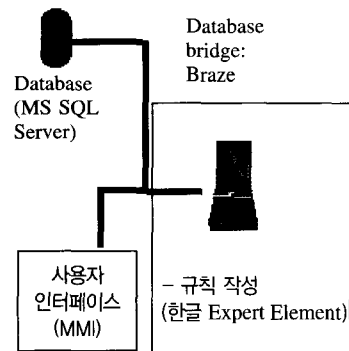 Database
bridge:
Braze
Database
(MS SQL
Server)
사용자
인터페이스
(MMI)
- 규칙 작성
(한글 Expert Element)